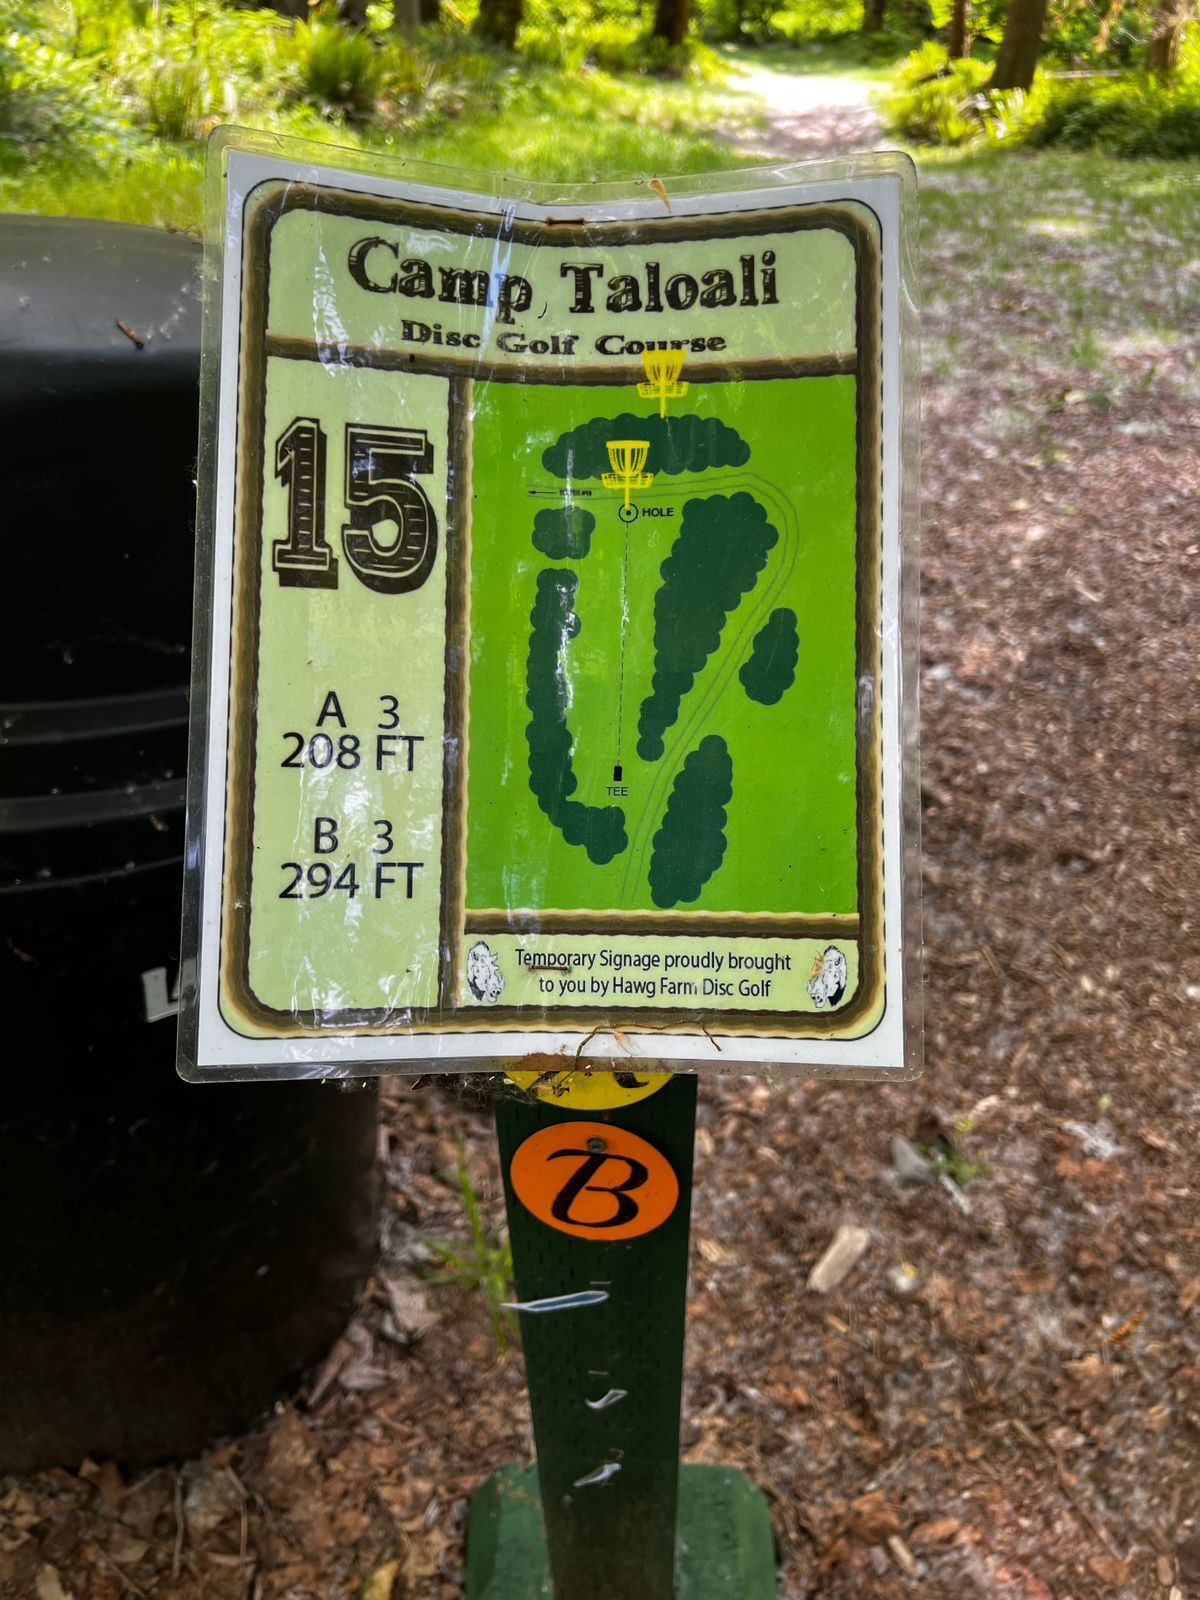 Camp Taloali
Disc Golf Course
15
A 3
208 FT
B 3
294 FT
HOLE
TEE
Temporary Signage proudly brought
to you by Hawg Farm Disc Golf
B